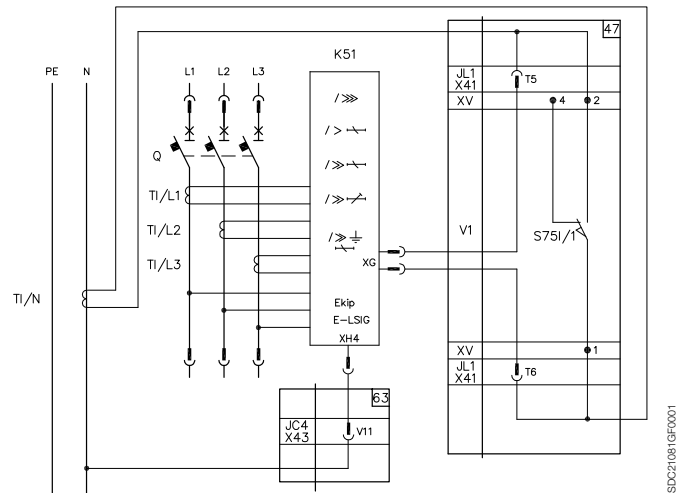 47
K51
PE N L1 L2 L3
JL1
X41
T5
XV
4
2
Q
TI/L1
TI/L2
TI/L3
TI/N
XG
V1
S75I/1
Ekip
E-LSIG
XH4
XV
1
JL1
X41
T6
63
JC4
X43
V11
SDC21081GF0001